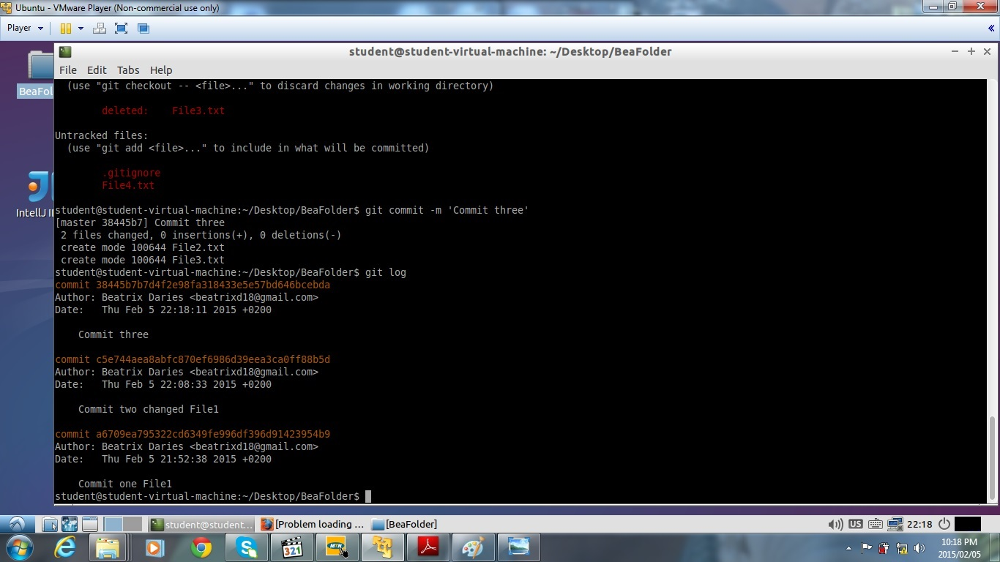 Ubuntu - VMware Player (Non-commercial use only)
Player
student@student-virtual-machine: ~/Desktop/BeaFolder
File Edit Tabs Help
BeaFol
IntellJ I
(use "git checkout -- <file>..." to discard changes in working directory)
deleted: File3.txt
Untracked files:
(use "git add <file>..." to include in what will be committed)
.gitignore
File4.txt
student@student-virtual-machine:~/Desktop/BeaFolder$ git commit -m 'Commit three'
[master 38445b7] Commit three
2 files changed, 0 insertions(+), 0 deletions(-)
create mode 100644 File2.txt
create mode 100644 File3.txt
student@student-virtual-machine:~/Desktop/BeaFolder$ git log
commit 38445b7b7d4f2e98fa318433e5e57bd646bcebda
Author: Beatrix Daries <beatrixd18@gmail.com>
Date: Thu Feb 5 22:18:11 2015 +0200
Commit three
commit c5e744aea8abfc870ef6986d39eea3ca0ff88b5d
Author: Beatrix Daries <beatrixd18@gmail.com>
Date: Thu Feb 5 22:08:33 2015 +0200
Commit two changed File1
commit a6709ea795322cd6349fe996df396d91423954b9
Author: Beatrix Daries <beatrixd18@gmail.com>
Date: Thu Feb 5 21:52:38 2015 +0200
Commit one File1
student@student-virtual-machine:~/Desktop/BeaFolder$
student@student... [Problem loading ... [BeaFolder] US 22:18
321 MTN 10:18 PM
2015/02/05